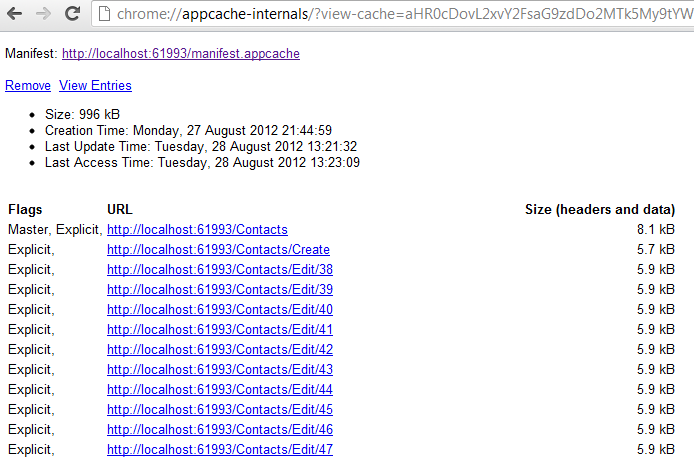 chrome://appcache-internals/?view-cache=aHR0cDovL2xvY2FsaG9zdDo2MTk5My9tYW
Manifest: http://localhost:61993/manifest.appcache
Remove View Entries
• Size: 996 kB
• Creation Time: Monday, 27 August 2012 21:44:59
• Last Update Time: Tuesday, 28 August 2012 13:21:32
• Last Access Time: Tuesday, 28 August 2012 13:23:09
Flags URL Size (headers and data)
Master, Explicit, http://localhost:61993/Contacts 8.1 kB
Explicit, http://localhost:61993/Contacts/Create 5.7 kB
Explicit, http://localhost:61993/Contacts/Edit/38 5.9 kB
Explicit, http://localhost:61993/Contacts/Edit/39 5.9 kB
Explicit, http://localhost:61993/Contacts/Edit/40 5.9 kB
Explicit, http://localhost:61993/Contacts/Edit/41 5.9 kB
Explicit, http://localhost:61993/Contacts/Edit/42 5.9 kB
Explicit, http://localhost:61993/Contacts/Edit/43 5.9 kB
Explicit, http://localhost:61993/Contacts/Edit/44 5.9 kB
Explicit, http://localhost:61993/Contacts/Edit/45 5.9 kB
Explicit, http://localhost:61993/Contacts/Edit/46 5.9 kB
Explicit, http://localhost:61993/Contacts/Edit/47 5.9 kB